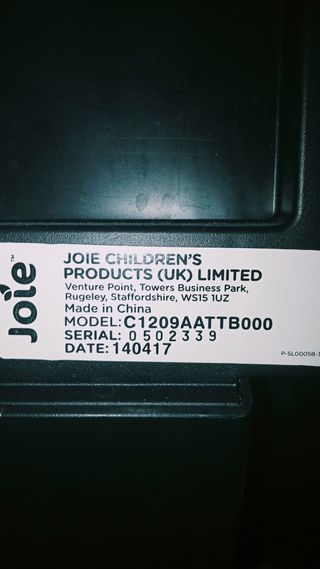 Joie™
JOIE CHILDREN'S
PRODUCTS (UK) LIMITED
Venture Point, Towers Business Park,
Rugeley, Staffordshire, WS15 1UZ
Made in China
MODEL:C1209AATTB000
SERIAL: 0502339
DATE: 140417